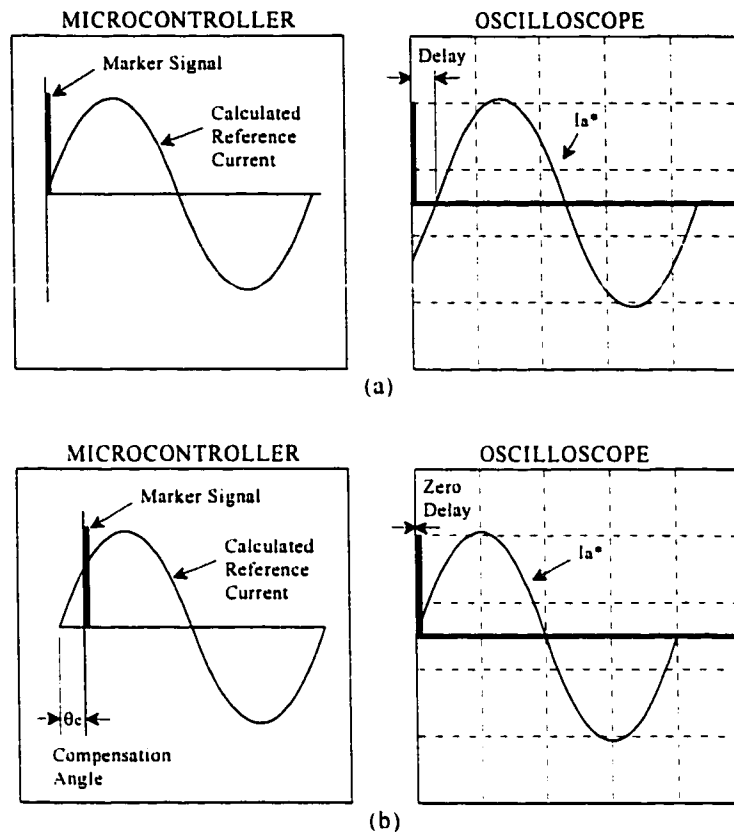 MICROCONTROLLER
Marker Signal
Calculated
Reference
Current
OSCILLOSCOPE
Delay
Ia*
(a)
MICROCONTROLLER
Marker Signal
Calculated
Reference
Current
θc
Compensation
Angle
OSCILLOSCOPE
Zero
Delay
Ia*
(b)